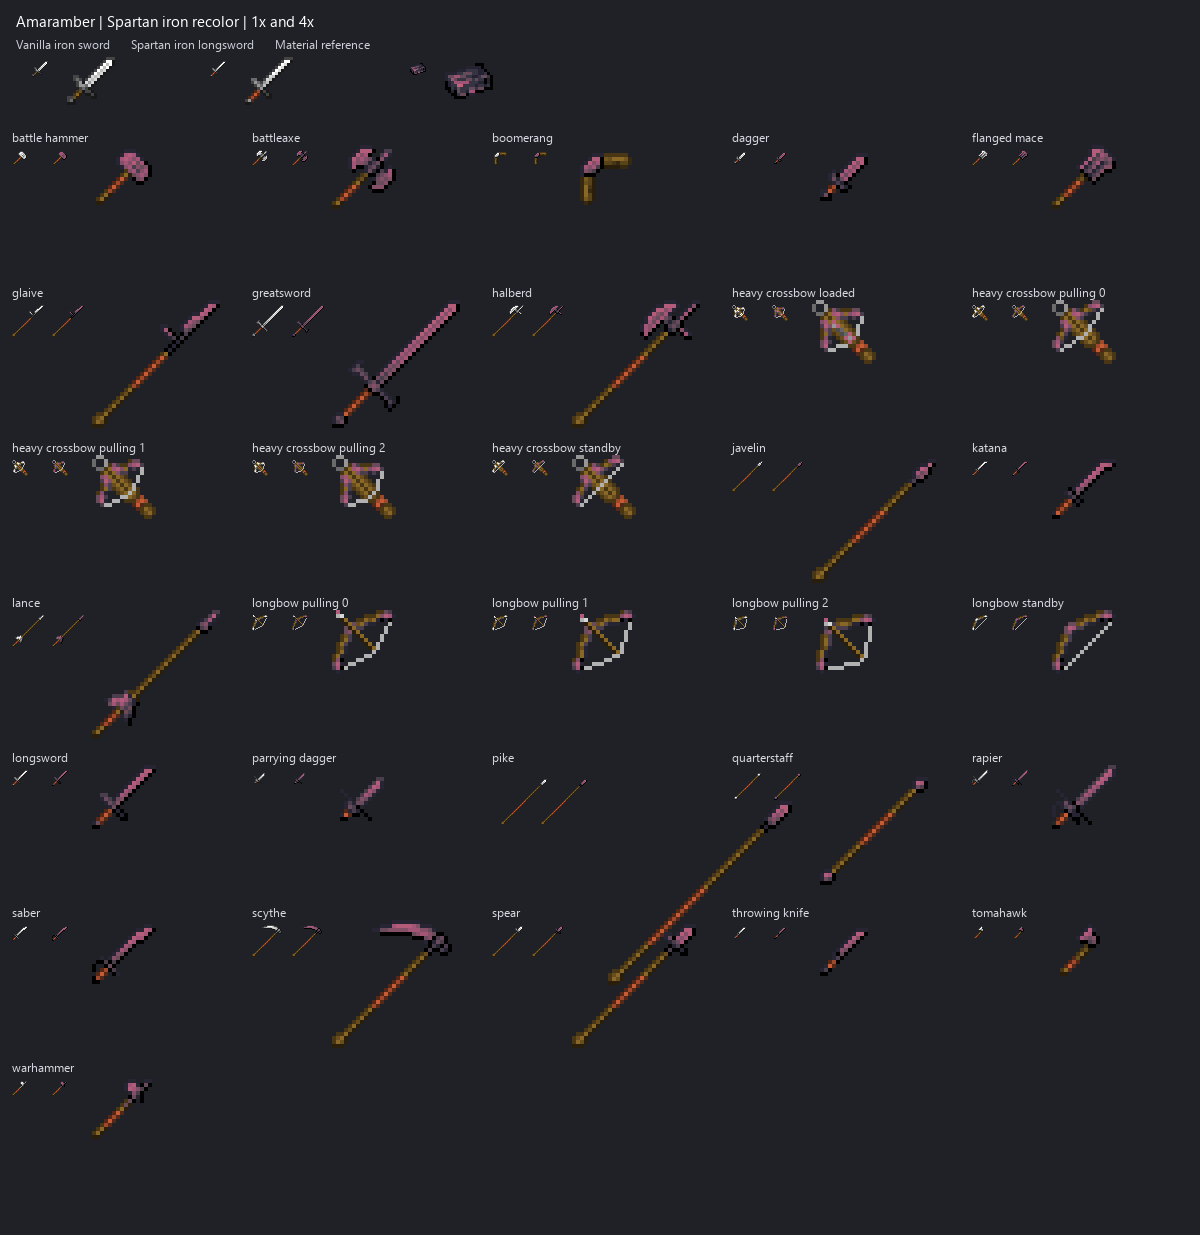 Amaramber | Spartan iron recolor | 1x and 4x
Vanilla iron sword Spartan iron longsword Material reference
battle hammer battleaxe boomerang dagger flanged mace
glaive greatsword halberd heavy crossbow loaded heavy crossbow pulling 0
heavy crossbow pulling 1 heavy crossbow pulling 2 heavy crossbow standby javelin katana
lance longbow pulling 0 longbow pulling 1 longbow pulling 2 longbow standby
longsword parrying dagger pike quarterstaff rapier
saber scythe spear throwing knife tomahawk
warhammer